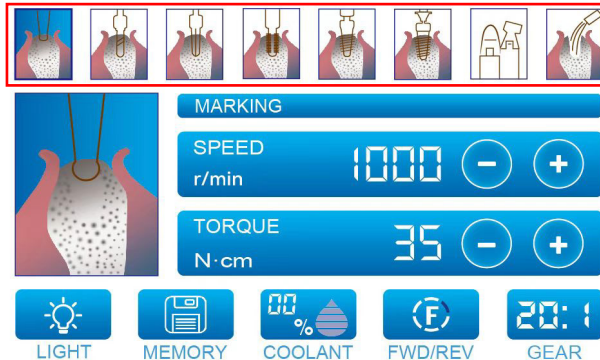 MARKING
SPEED
r/min
1000
- +
TORQUE
N·cm
35
- +
00
%
(F)
20:1
LIGHT MEMORY COOLANT FWD/REV GEAR